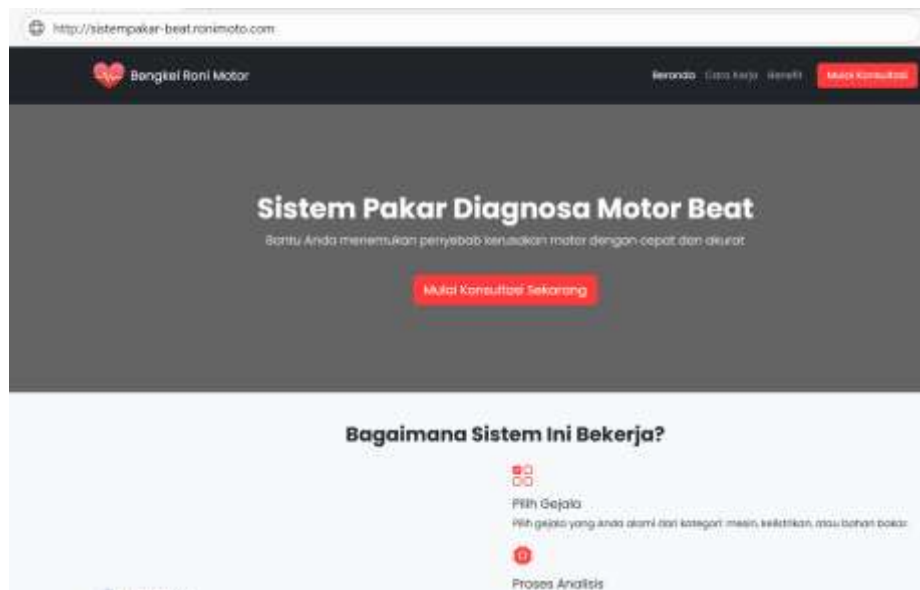 http://sistempakar-beat.ronimoto.com
Bengkel Roni Motor
Beranda Cara Kerja Benefit Mulai Konsultasi
Sistem Pakar Diagnosa Motor Beat
Bantu Anda menemukan penyebab kerusakan motor dengan cepat dan akurat
Mulai Konsultasi Sekarang
Bagaimana Sistem Ini Bekerja?
Pilih Gejala
Pilih gejala yang Anda alami dari kategori mesin, kelistrikan, atau bahan bakar
Proses Analisis